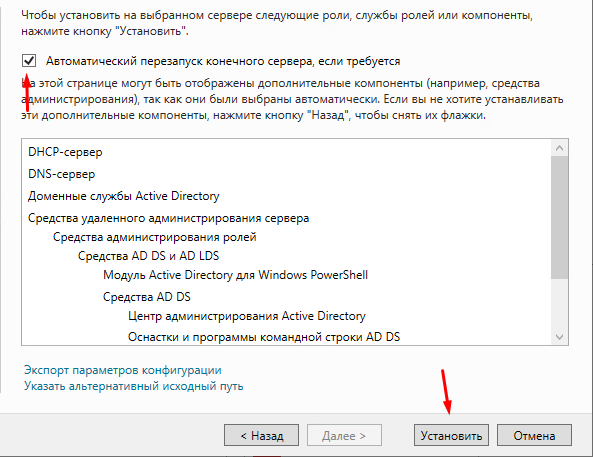 Чтобы установить на выбранном сервере следующие роли, службы ролей или компоненты,
нажмите кнопку "Установить".
Автоматический перезапуск конечного сервера, если требуется
На этой странице могут быть отображены дополнительные компоненты (например, средства
администрирования), так как они были выбраны автоматически. Если вы не хотите устанавливать
эти дополнительные компоненты, нажмите кнопку "Назад", чтобы снять их флажки.
DHCP-сервер
DNS-сервер
Доменные службы Active Directory
Средства удаленного администрирования сервера
Средства администрирования ролей
Средства AD DS и AD LDS
Модуль Active Directory для Windows PowerShell
Средства AD DS
Центр администрирования Active Directory
Оснастки и программы командной строки AD DS
Экспорт параметров конфигурации
Указать альтернативный исходный путь
< Назад
Далее >
Установить
Отмена